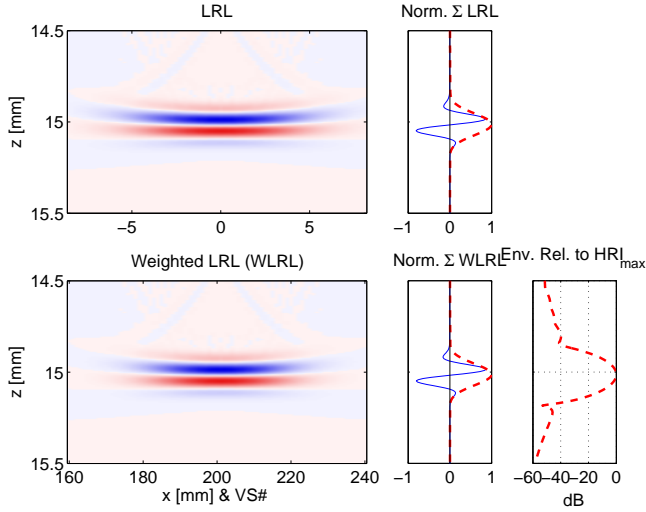 LRL
Norm. Σ LRL
14.5
15
15.5
z [mm]
−5 0 5
−1 0 1
Weighted LRL (WLRL)
Norm. Σ WLRL
Env. Rel. to HRI_max
14.5
15
15.5
z [mm]
160 180 200 220 240
−1 0 1
−60 −40 −20 0
x [mm] & VS#
dB